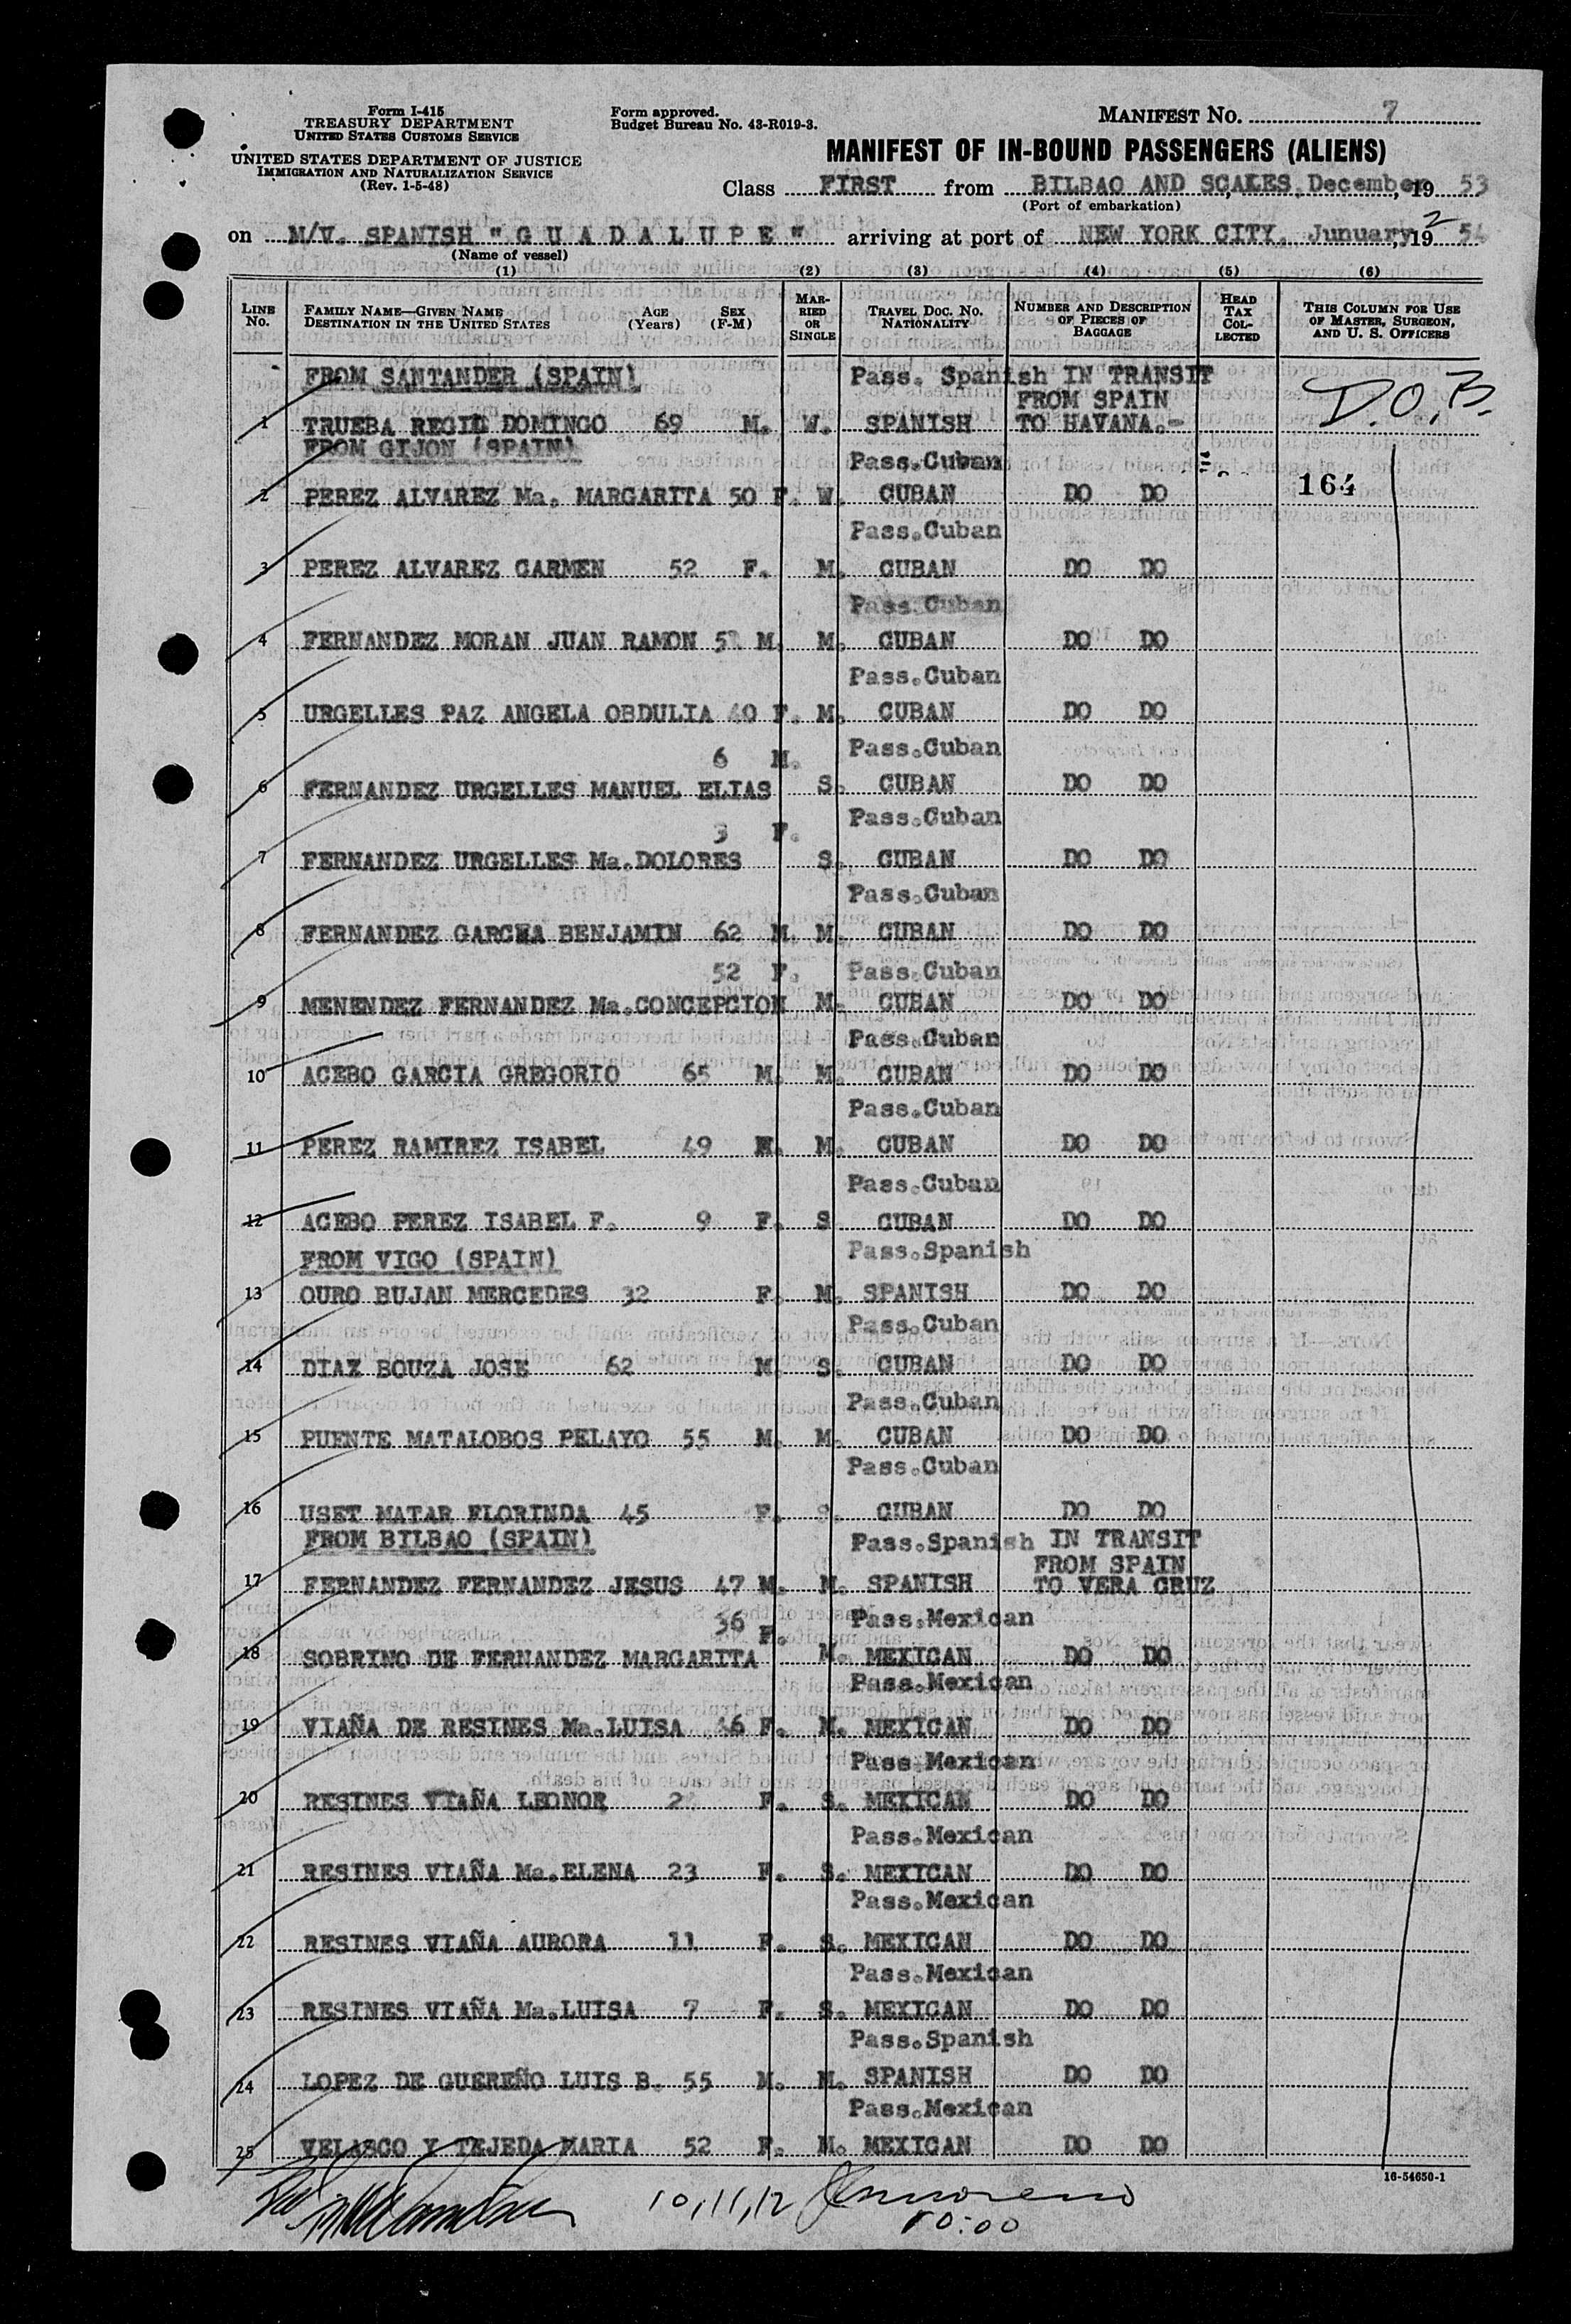 Form I-415
TREASURY DEPARTMENT
UNITED STATES CUSTOMS SERVICE
UNITED STATES DEPARTMENT OF JUSTICE
IMMIGRATION AND NATURALIZATION SERVICE
(Rev. 1-5-48)
Form approved.
Budget Bureau No. 43-R019-3.
MANIFEST NO. 7
MANIFEST OF IN-BOUND PASSENGERS (ALIENS)
Class FIRST from BILBAO AND SCALES, December, 19 53
(Port of embarkation)
on M/V. SPANISH "G U A D A L U P E" arriving at port of NEW YORK CITY, Junuary 2, 19 54
(Name of vessel)
(1) (2) (3) (4) (5) (6)
LINE No. FAMILY NAME—GIVEN NAME DESTINATION IN THE UNITED STATES AGE (Years) SEX (F-M) MARRIED OR SINGLE TRAVEL DOC. NO. NATIONALITY NUMBER AND DESCRIPTION OF PIECES OF BAGGAGE HEAD TAX COLLECTED THIS COLUMN FOR USE OF MASTER, SURGEON, AND U. S. OFFICERS
FROM SANTANDER (SPAIN) Pass. Spanish IN TRANSIT
FROM SPAIN D.O.B.
1 TRUEBA REGIL DOMINGO 69 M. W. SPANISH TO HAVANA.-
FROM GIJON (SPAIN) Pass.Cuban
2 PEREZ ALVAREZ Ma. MARGARITA 50 F. W. CUBAN DO DO 164
Pass.Cuban
3 PEREZ ALVAREZ CARMEN 52 F. M. CUBAN DO DO
Pass.Cuban
4 FERNANDEZ MORAN JUAN RAMON M. M. CUBAN DO DO
Pass.Cuban
5 URGELLES PAZ ANGELA OBDULIA 40 F. M. CUBAN DO DO
6 M. Pass.Cuban
6 FERNANDEZ URGELLES MANUEL ELIAS S. CUBAN DO DO
3 F. Pass.Cuban
7 FERNANDEZ URGELLES Ma.DOLORES S. CUBAN DO DO
Pass.Cuban
8 FERNANDEZ GARCIA BENJAMIN 62 M. M. CUBAN DO DO
52 F. Pass.Cuban
9 MENENDEZ FERNANDEZ Ma.CONCEPCION M. CUBAN DO DO
Pass.Cuban
10 ACEBO GARCIA GREGORIO 65 M. M. CUBAN DO DO
Pass.Cuban
11 PEREZ RAMIREZ ISABEL 49 F. M. CUBAN DO DO
Pass.Cuban
12 ACEBO PEREZ ISABEL F. 9 F. S CUBAN DO DO
FROM VIGO (SPAIN) Pass.Spanish
13 OURO BUJAN MERCEDES 32 F. M. SPANISH DO DO
Pass.Cuban
14 DIAX BOUZA JOSE 62 M. S. CUBAN DO DO
Pass.Cuban
15 PUENTE MATALOBOS PELAYO 55 M. M. CUBAN DO DO
Pass.Cuban
16 USET MATAR FLORINDA 45 F. S. CUBAN DO DO
FROM BILBAO (SPAIN) Pass.Spanish IN TRANSIT
FROM SPAIN
17 FERNANDEZ FERNANDEZ JESUS 47 M. M. SPANISH TO VERA CRUZ
36 F. Pass.Mexican
18 SOBRINO DE FERNANDEZ MARGARITA M. MEXICAN DO DO
Pass.Mexican
19 VIAÑA DE RESINES Ma.LUISA 46 F. M. MEXICAN DO DO
Pass.Mexican
20 RESINES VIAÑA LEONOR F. S. MEXICAN DO DO
Pass.Mexican
21 RESINES VIAÑA Ma.ELENA 23 F. S. MEXICAN DO DO
Pass.Mexican
22 RESINES VIAÑA AURORA 11 F. S. MEXICAN DO DO
Pass.Mexican
23 RESINES VIAÑA Ma.LUISA 7 F. S. MEXICAN DO DO
Pass.Spanish
24 LOPEZ DE GUEREÑO LUIS B. 55 M. M. SPANISH DO DO
Pass.Mexican
25 VELASCO Y TEJEDA MARIA 52 F. M. MEXICAN DO DO
16-54650-1
10,11,12
10:00